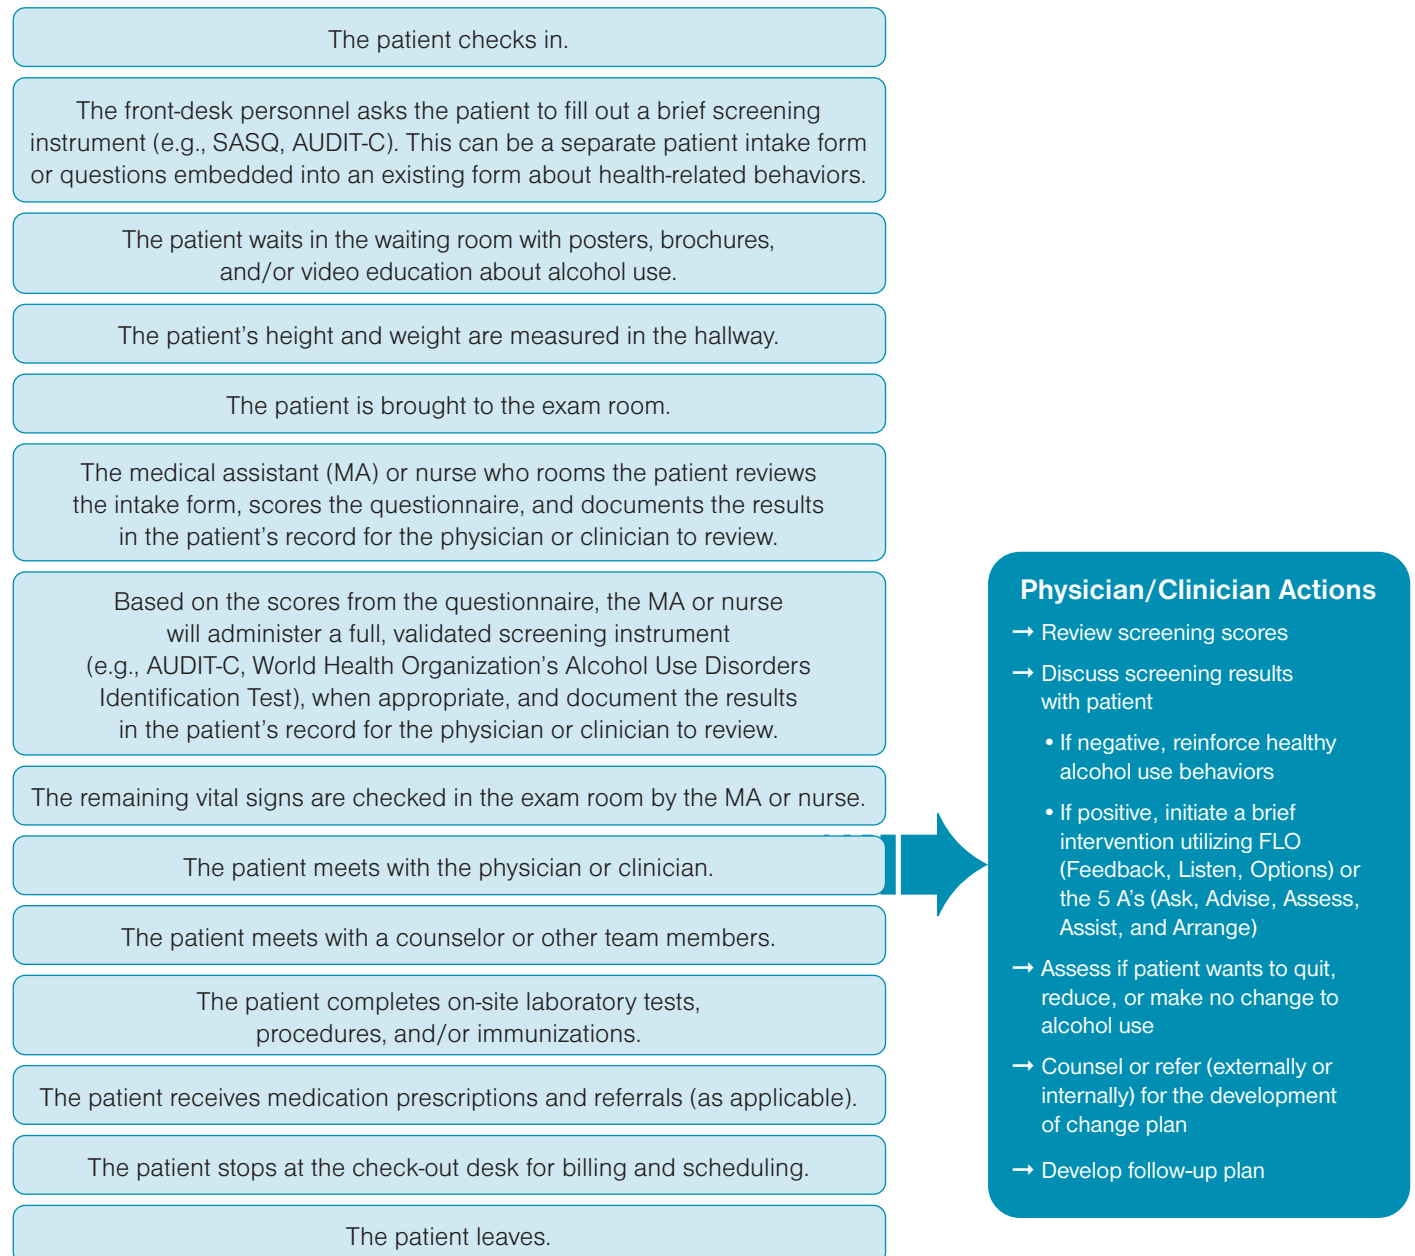 The patient checks in.
The front-desk personnel asks the patient to fill out a brief screening
instrument (e.g., SASQ, AUDIT-C). This can be a separate patient intake form
or questions embedded into an existing form about health-related behaviors.
The patient waits in the waiting room with posters, brochures,
and/or video education about alcohol use.
The patient’s height and weight are measured in the hallway.
The patient is brought to the exam room.
The medical assistant (MA) or nurse who rooms the patient reviews
the intake form, scores the questionnaire, and documents the results
in the patient’s record for the physician or clinician to review.
Based on the scores from the questionnaire, the MA or nurse
will administer a full, validated screening instrument
(e.g., AUDIT-C, World Health Organization’s Alcohol Use Disorders
Identification Test), when appropriate, and document the results
in the patient’s record for the physician or clinician to review.
The remaining vital signs are checked in the exam room by the MA or nurse.
The patient meets with the physician or clinician.
The patient meets with a counselor or other team members.
The patient completes on-site laboratory tests,
procedures, and/or immunizations.
The patient receives medication prescriptions and referrals (as applicable).
The patient stops at the check-out desk for billing and scheduling.
The patient leaves.
Physician/Clinician Actions
→ Review screening scores
→ Discuss screening results
with patient
• If negative, reinforce healthy
alcohol use behaviors
• If positive, initiate a brief
intervention utilizing FLO
(Feedback, Listen, Options) or
the 5 A’s (Ask, Advise, Assess,
Assist, and Arrange)
→ Assess if patient wants to quit,
reduce, or make no change to
alcohol use
→ Counsel or refer (externally or
internally) for the development
of change plan
→ Develop follow-up plan